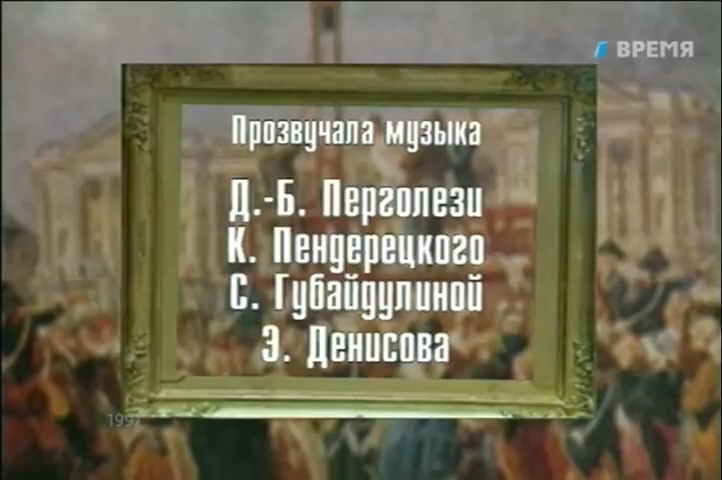 ВРЕМЯ
Прозвучала музыка
Д.-Б. Перголези
К. Пендерецкого
С. Губайдулиной
Э. Денисова
1997